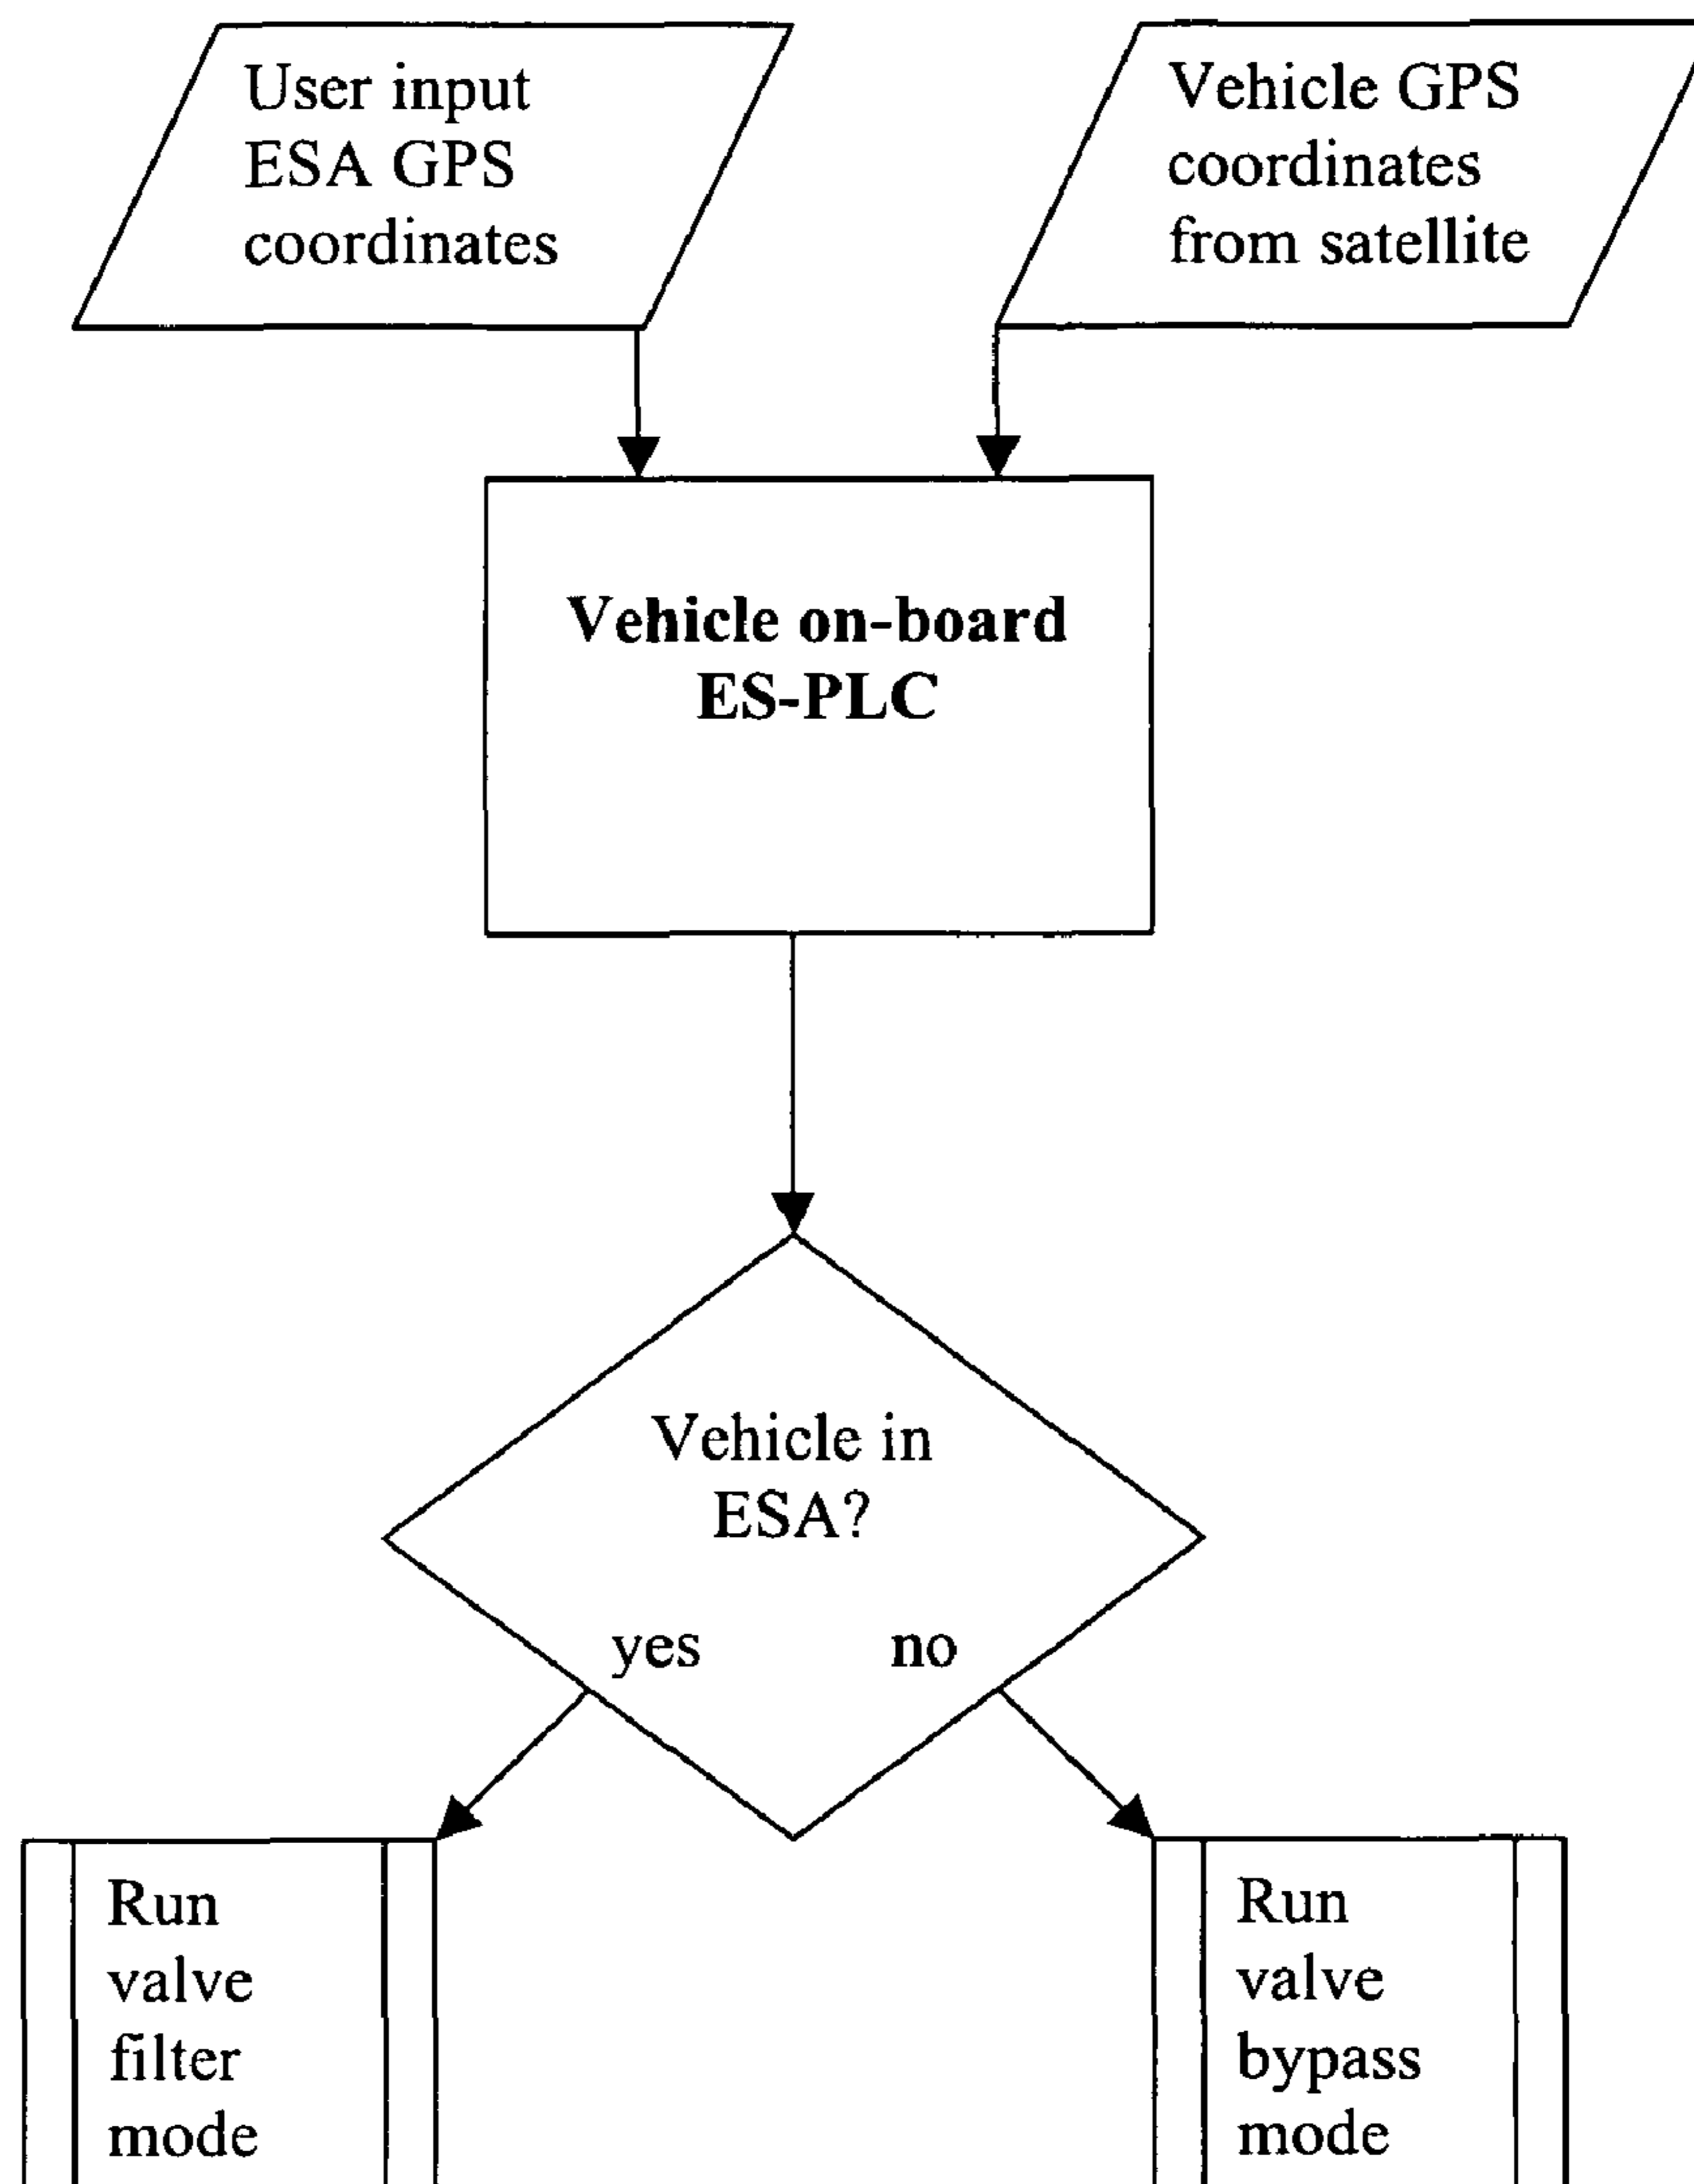 User input
ESA GPS
coordinates
Vehicle GPS
coordinates
from satellite
Vehicle on-board
ES-PLC
Vehicle in
ESA?
yes
no
Run
valve
filter
mode
Run
valve
bypass
mode